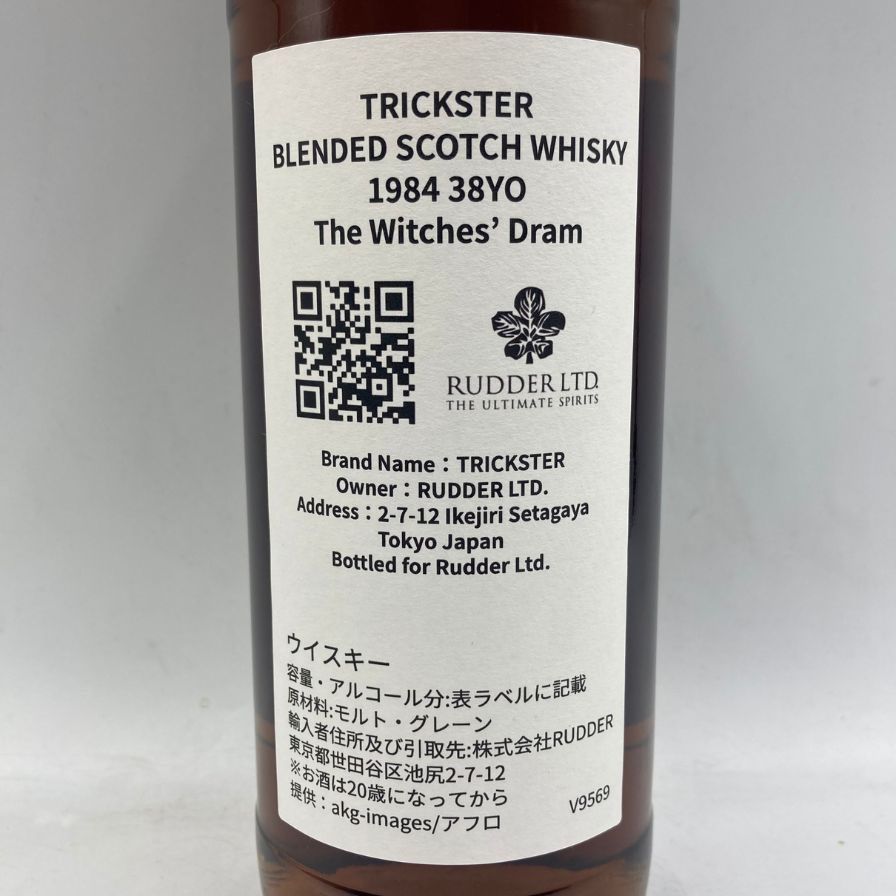 TRICKSTER
BLENDED SCOTCH WHISKY
1984 38YO
The Witches’ Dram
RUDDER LTD.
THE ULTIMATE SPIRITS
Brand Name：TRICKSTER
Owner：RUDDER LTD.
Address：2-7-12 Ikejiri Setagaya
Tokyo Japan
Bottled for Rudder Ltd.
ウイスキー
容量・アルコール分:表ラベルに記載
原材料:モルト・グレーン
輸入者住所及び引取先:株式会社RUDDER
東京都世田谷区池尻2-7-12
※お酒は20歳になってから
提供：akg-images/アフロ
V9569